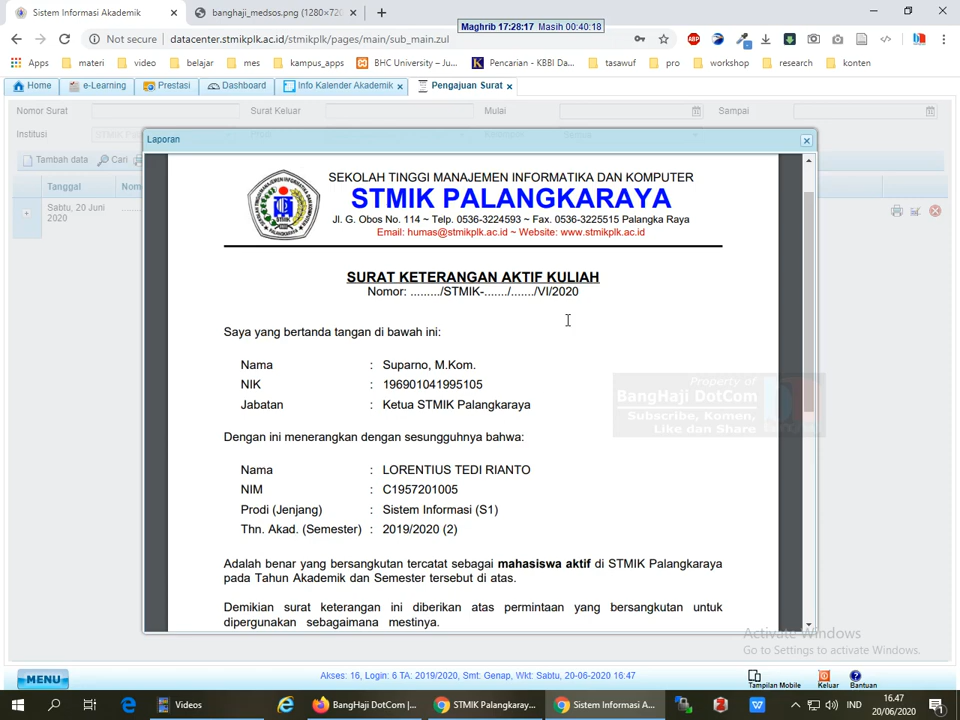 Sistem Informasi Akademik
banghaji_medsos.png (1280×720
Maghrib 17:28:17 Masih 00:40:18
Not secure datacenter.stmikplk.ac.id/stmikplk/pages/main/sub_main.zul
ABP
Apps materi video belajar mes kampus_apps BHC University – Ju... Pencarian - KBBI Da... tasawuf pro workshop research konten
Home e-Learning Prestasi Dashboard Info Kalender Akademik Pengajuan Surat
Nomor Surat Surat Keluar Mulai Sampai
Institusi
Tambah data Cari
Laporan
Tanggal Nom
Sabtu, 20 Juni
2020
SEKOLAH TINGGI MANAJEMEN INFORMATIKA DAN KOMPUTER
STMIK PALANGKARAYA
Jl. G. Obos No. 114 ~ Telp. 0536-3224593 ~ Fax. 0536-3225515 Palangka Raya
Email: humas@stmikplk.ac.id ~ Website: www.stmikplk.ac.id
SURAT KETERANGAN AKTIF KULIAH
Nomor: ........./STMIK-......./......./VI/2020
Saya yang bertanda tangan di bawah ini:
Nama : Suparno, M.Kom.
NIK : 196901041995105
Jabatan : Ketua STMIK Palangkaraya
Dengan ini menerangkan dengan sesungguhnya bahwa:
Nama : LORENTIUS TEDI RIANTO
NIM : C1957201005
Prodi (Jenjang) : Sistem Informasi (S1)
Thn. Akad. (Semester) : 2019/2020 (2)
Adalah benar yang bersangkutan tercatat sebagai mahasiswa aktif di STMIK Palangkaraya
pada Tahun Akademik dan Semester tersebut di atas.
Demikian surat keterangan ini diberikan atas permintaan yang bersangkutan untuk
dipergunakan sebagaimana mestinya.
Property of
BangHaji DotCom
Subscribe, Komen,
Like dan Share
Activate Windows
Go to Settings to activate Windows.
MENU
Akses: 16, Login: 6 TA: 2019/2020, Smt: Genap, Wkt: Sabtu, 20-06-2020 16:47
Tampilan Mobile Keluar Bantuan
Videos
BangHaji DotCom |...
STMIK Palangkaray...
Sistem Informasi A...
IND
16.47
20/06/2020